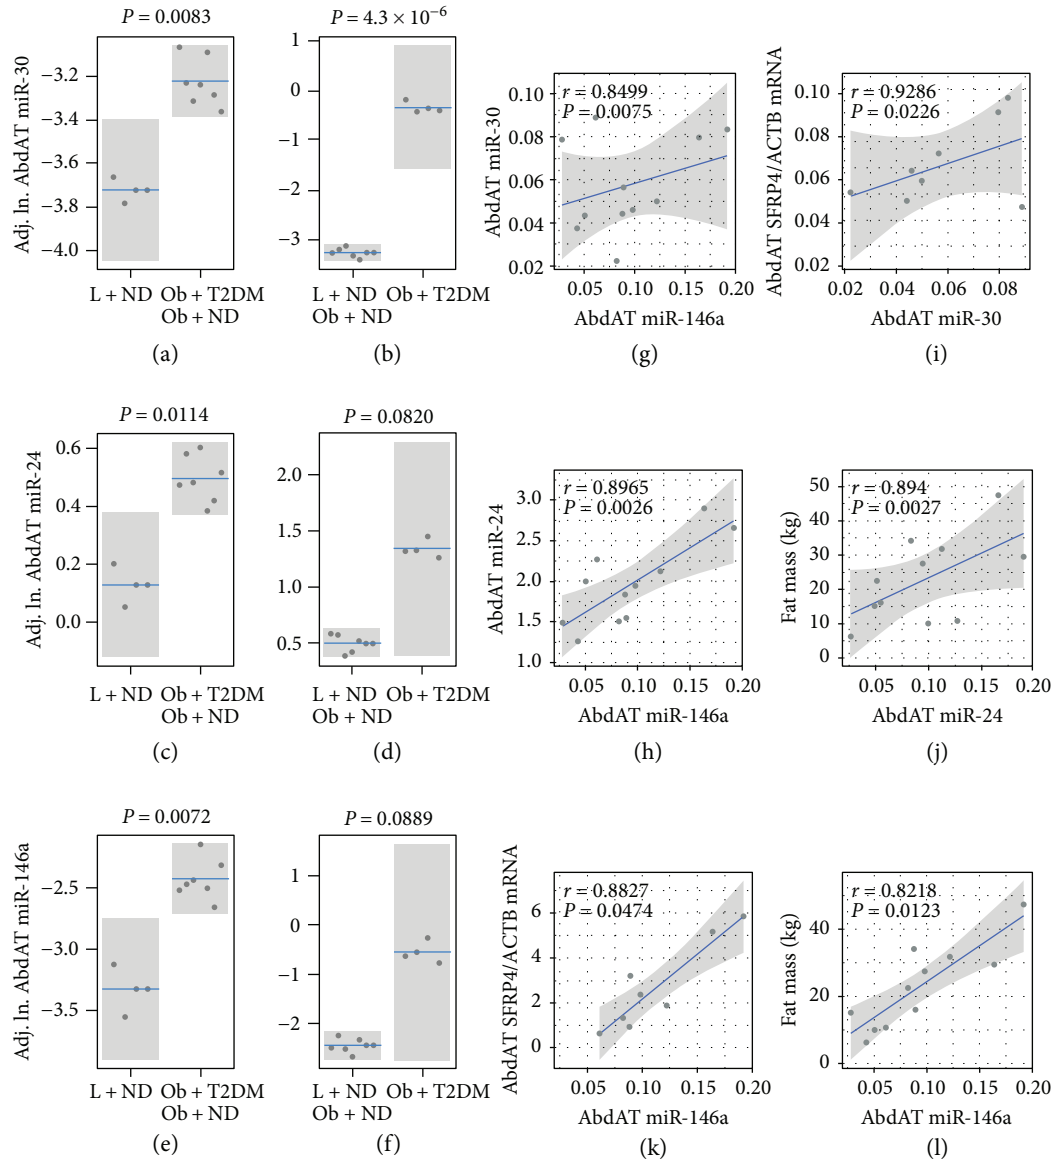 P = 0.0083
Adj. ln. AbdAT miR-30
−3.2
−3.4
−3.6
−3.8
−4.0
L + ND
Ob + T2DM
Ob + ND
(a)
P = 4.3 × 10−6
1
0
−1
−2
−3
L + ND
Ob + T2DM
Ob + ND
(b)
r = 0.8499
P = 0.0075
AbdAT miR-30
0.10
0.08
0.06
0.04
0.02
0.05
0.10
0.15
0.20
AbdAT miR-146a
(g)
r = 0.9286
P = 0.0226
AbdAT SFRP4/ACTB mRNA
0.10
0.08
0.06
0.04
0.02
0.02
0.04
0.06
0.08
AbdAT miR-30
(i)
P = 0.0114
Adj. ln. AbdAT miR-24
0.6
0.4
0.2
0.0
L + ND
Ob + T2DM
Ob + ND
(c)
P = 0.0820
2.0
1.5
1.0
0.5
L + ND
Ob + T2DM
Ob + ND
(d)
r = 0.8965
P = 0.0026
AbdAT miR-24
3.0
2.5
2.0
1.5
1.0
0.05
0.10
0.15
0.20
AbdAT miR-146a
(h)
r = 0.894
P = 0.0027
Fat mass (kg)
50
40
30
20
10
0
0.05
0.10
0.15
0.20
AbdAT miR-24
(j)
P = 0.0072
Adj. ln. AbdAT miR-146a
−2.5
−3.0
−3.5
L + ND
Ob + T2DM
Ob + ND
(e)
P = 0.0889
1
0
−1
−2
L + ND
Ob + T2DM
Ob + ND
(f)
r = 0.8827
P = 0.0474
AbdAT SFRP4/ACTB mRNA
6
4
2
0
0.05
0.10
0.15
0.20
AbdAT miR-146a
(k)
r = 0.8218
P = 0.0123
Fat mass (kg)
40
20
0
0.05
0.10
0.15
0.20
AbdAT miR-146a
(l)